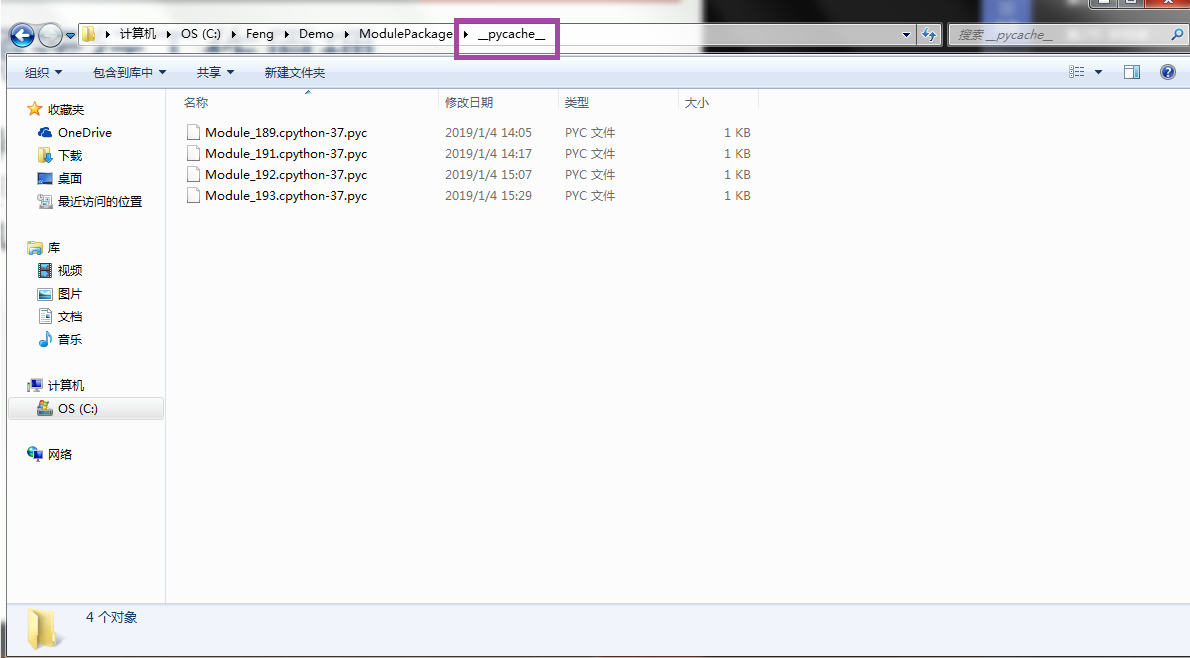 计算机 OS (C:) Feng Demo ModulePackage __pycache__ 搜索 __pycache__
组织 包含到库中 共享 新建文件夹
收藏夹
OneDrive
下载
桌面
最近访问的位置
库
视频
图片
文档
音乐
计算机
OS (C:)
网络
名称 修改日期 类型 大小
Module_189.cpython-37.pyc 2019/1/4 14:05 PYC 文件 1 KB
Module_191.cpython-37.pyc 2019/1/4 14:17 PYC 文件 1 KB
Module_192.cpython-37.pyc 2019/1/4 15:07 PYC 文件 1 KB
Module_193.cpython-37.pyc 2019/1/4 15:29 PYC 文件 1 KB
4 个对象